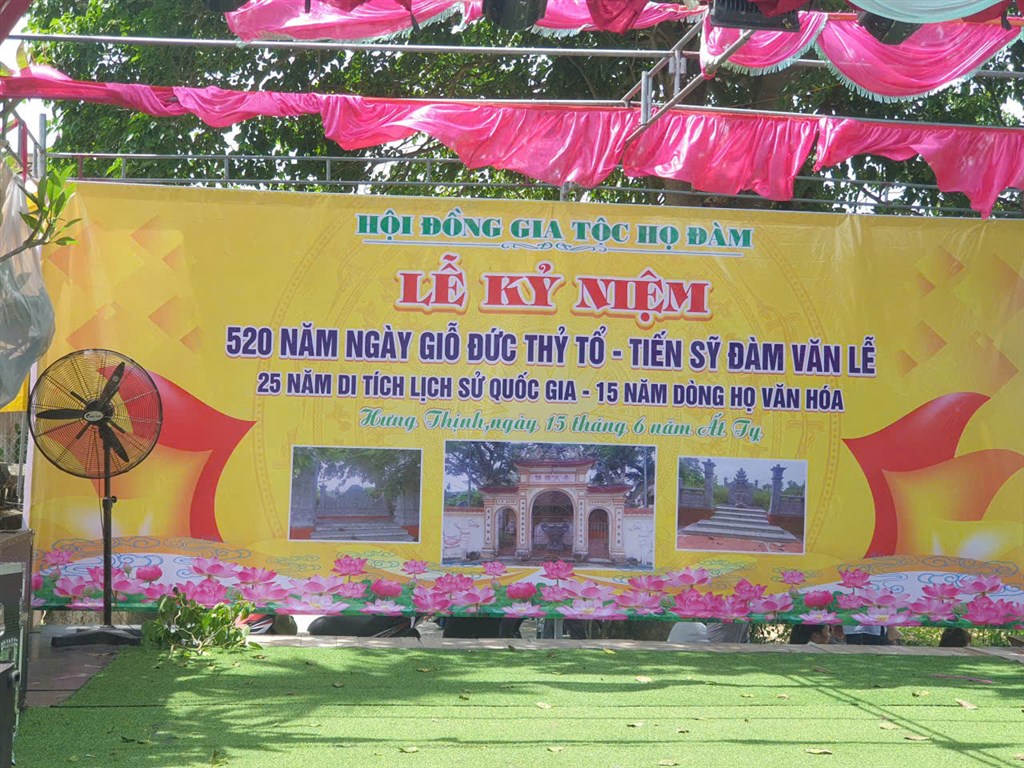 HỘI ĐỒNG GIA TỘC HỌ ĐÀM
LỄ KỶ NIỆM
520 NĂM NGÀY GIỖ ĐỨC THỦY TỔ - TIẾN SỸ ĐÀM VĂN LỄ
25 NĂM DI TÍCH LỊCH SỬ QUỐC GIA - 15 NĂM DÒNG HỌ VĂN HÓA
Hưng Thịnh, ngày 15 tháng 6 năm Ất Tỵ